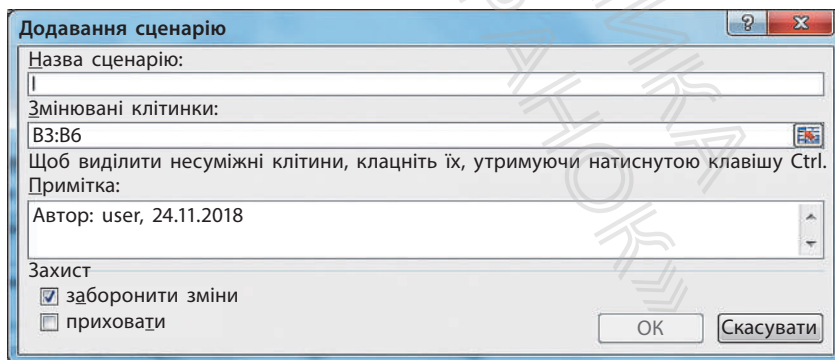 Додавання сценарію
Назва сценарію:
Змінювані клітинки:
B3:B6
Щоб виділити несуміжні клітини, клацніть їх, утримуючи натиснутою клавішу Ctrl.
Примітка:
Автор: user, 24.11.2018
Захист
заборонити зміни
приховати
ОК
Скасувати